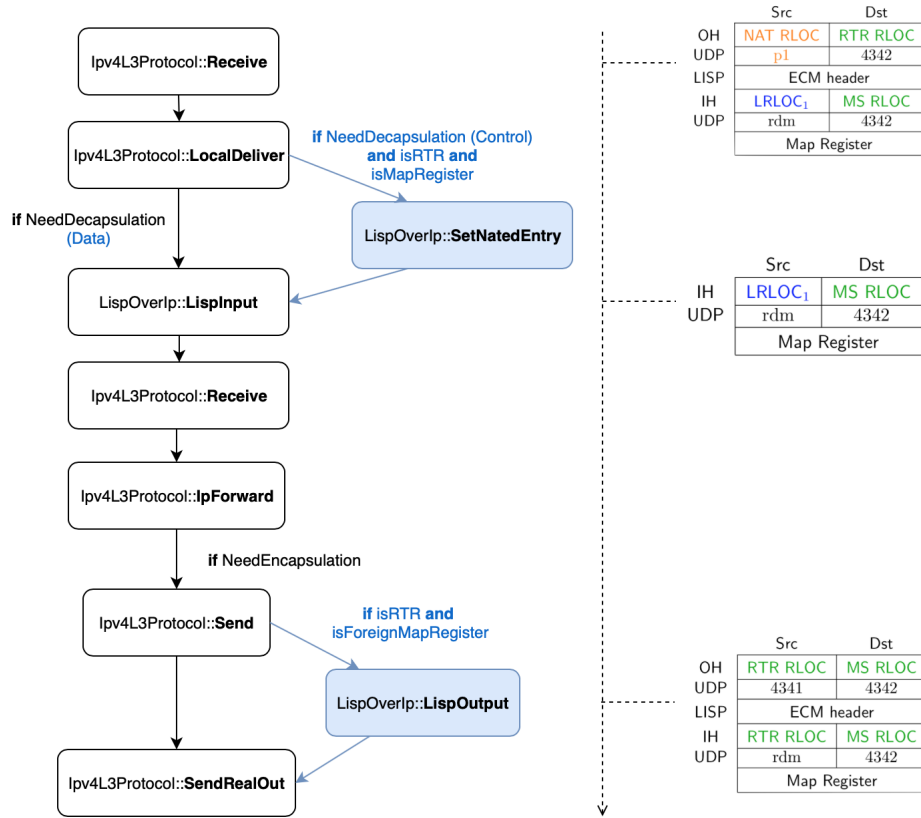 Ipv4L3Protocol::Receive
Ipv4L3Protocol::LocalDeliver
if NeedDecapsulation (Control)
and isRTR and
isMapRegister
if NeedDecapsulation
(Data)
LispOverIp::SetNatedEntry
LispOverIp::LispInput
Ipv4L3Protocol::Receive
Ipv4L3Protocol::IpForward
if NeedEncapsulation
Ipv4L3Protocol::Send
if isRTR and
isForeignMapRegister
LispOverIp::LispOutput
Ipv4L3Protocol::SendRealOut
Src Dst
OH NAT RLOC RTR RLOC
UDP p1 4342
LISP ECM header
IH LRLOC₁ MS RLOC
UDP rdm 4342
Map Register
Src Dst
IH LRLOC₁ MS RLOC
UDP rdm 4342
Map Register
Src Dst
OH RTR RLOC MS RLOC
UDP 4341 4342
LISP ECM header
IH RTR RLOC MS RLOC
UDP rdm 4342
Map Register